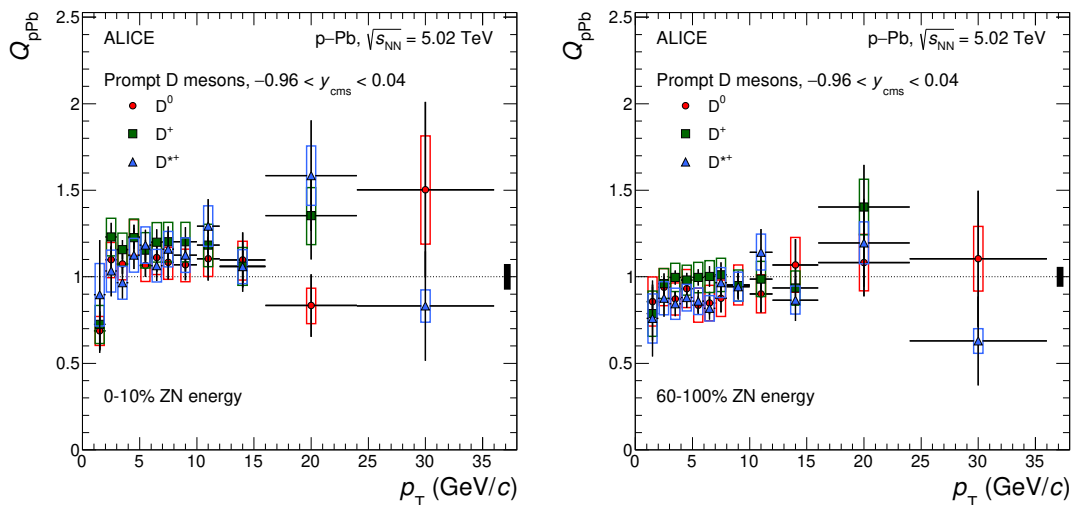 Q_pPb
2.5
2
1.5
1
0.5
0
ALICE
p–Pb, √s_NN = 5.02 TeV
Prompt D mesons, −0.96 < y_cms < 0.04
D⁰
D⁺
D*⁺
0-10% ZN energy
0 5 10 15 20 25 30 35
p_T (GeV/c)
Q_pPb
2.5
2
1.5
1
0.5
0
ALICE
p–Pb, √s_NN = 5.02 TeV
Prompt D mesons, −0.96 < y_cms < 0.04
D⁰
D⁺
D*⁺
60-100% ZN energy
0 5 10 15 20 25 30 35
p_T (GeV/c)